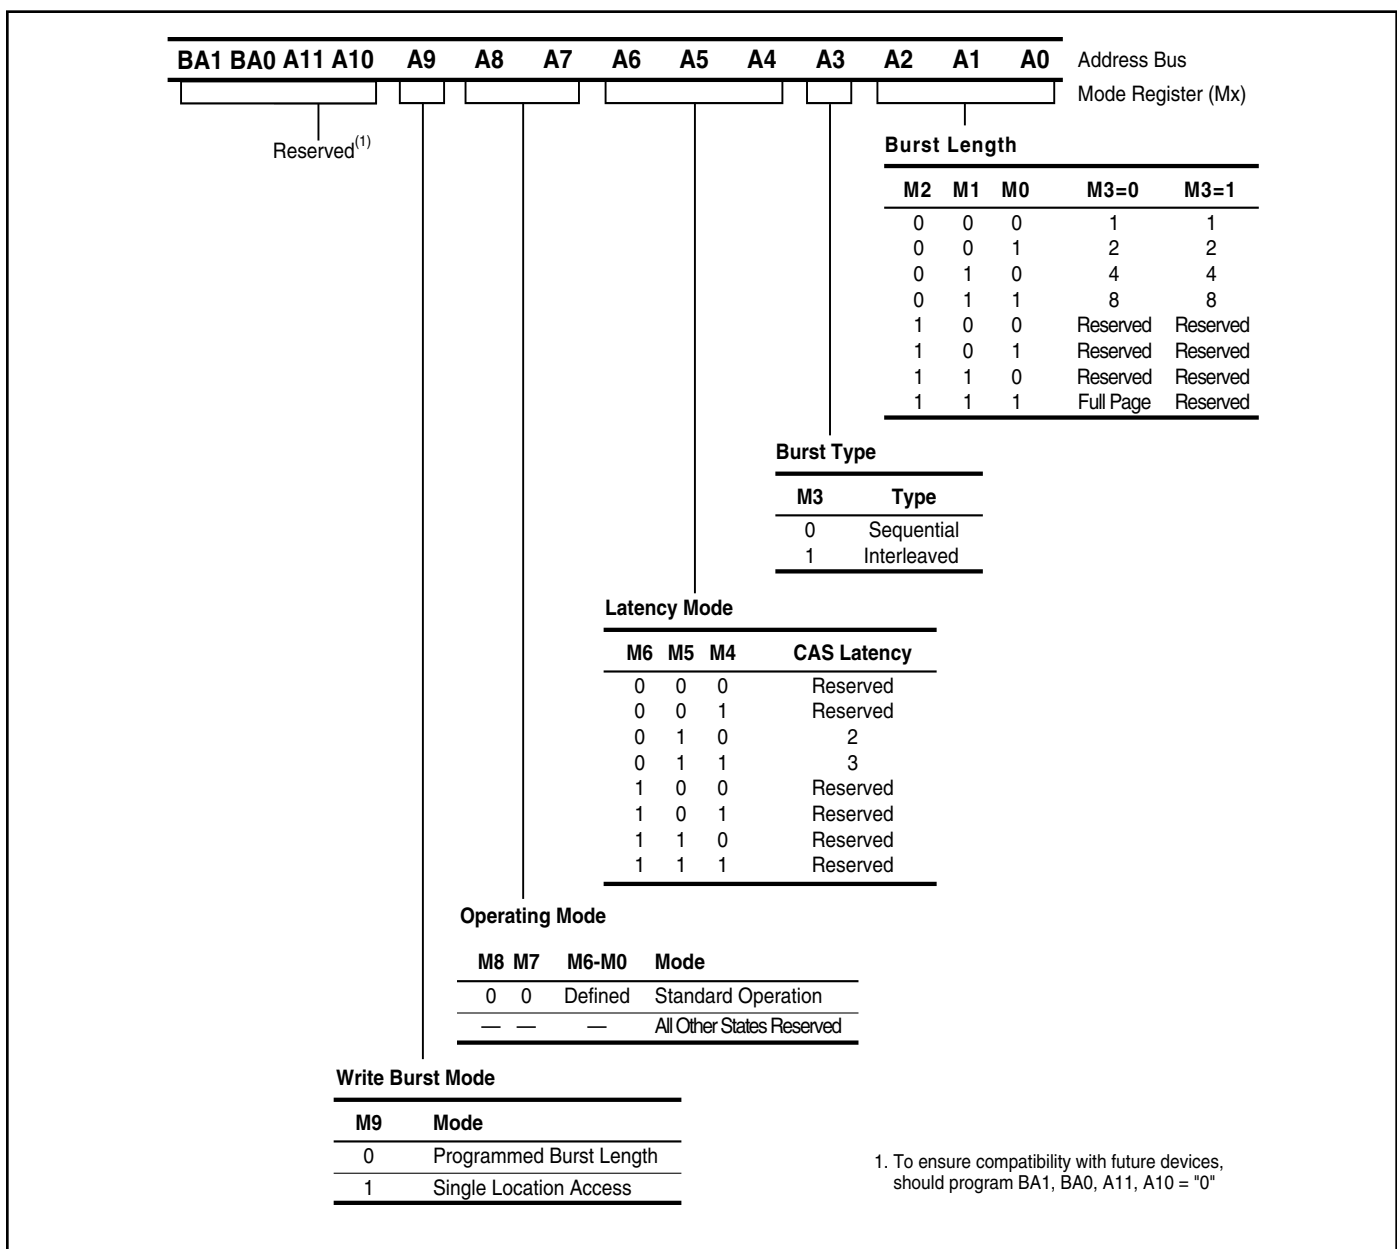 BA1 BA0 A11 A10 A9 A8 A7 A6 A5 A4 A3 A2 A1 A0 Address Bus
Mode Register (Mx)
Reserved(1)
Burst Length
M2 M1 M0 M3=0 M3=1
0 0 0 1 1
0 0 1 2 2
0 1 0 4 4
0 1 1 8 8
1 0 0 Reserved Reserved
1 0 1 Reserved Reserved
1 1 0 Reserved Reserved
1 1 1 Full Page Reserved
Burst Type
M3 Type
0 Sequential
1 Interleaved
Latency Mode
M6 M5 M4 CAS Latency
0 0 0 Reserved
0 0 1 Reserved
0 1 0 2
0 1 1 3
1 0 0 Reserved
1 0 1 Reserved
1 1 0 Reserved
1 1 1 Reserved
Operating Mode
M8 M7 M6-M0 Mode
0 0 Defined Standard Operation
— — — All Other States Reserved
Write Burst Mode
M9 Mode
0 Programmed Burst Length
1 Single Location Access
1. To ensure compatibility with future devices,
should program BA1, BA0, A11, A10 = "0"